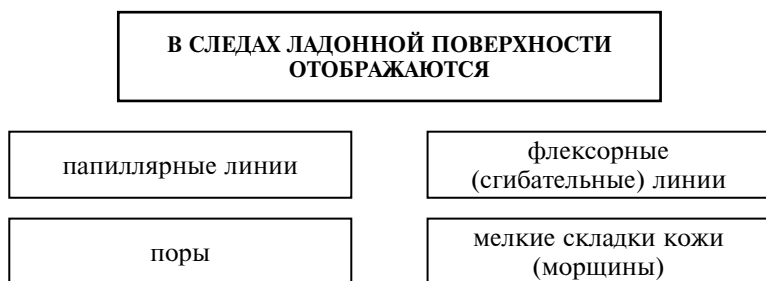 В СЛЕДАХ ЛАДОННОЙ ПОВЕРХНОСТИ
ОТОБРАЖАЮТСЯ
папиллярные линии
флексорные
(сгибательные) линии
поры
мелкие складки кожи
(морщины)